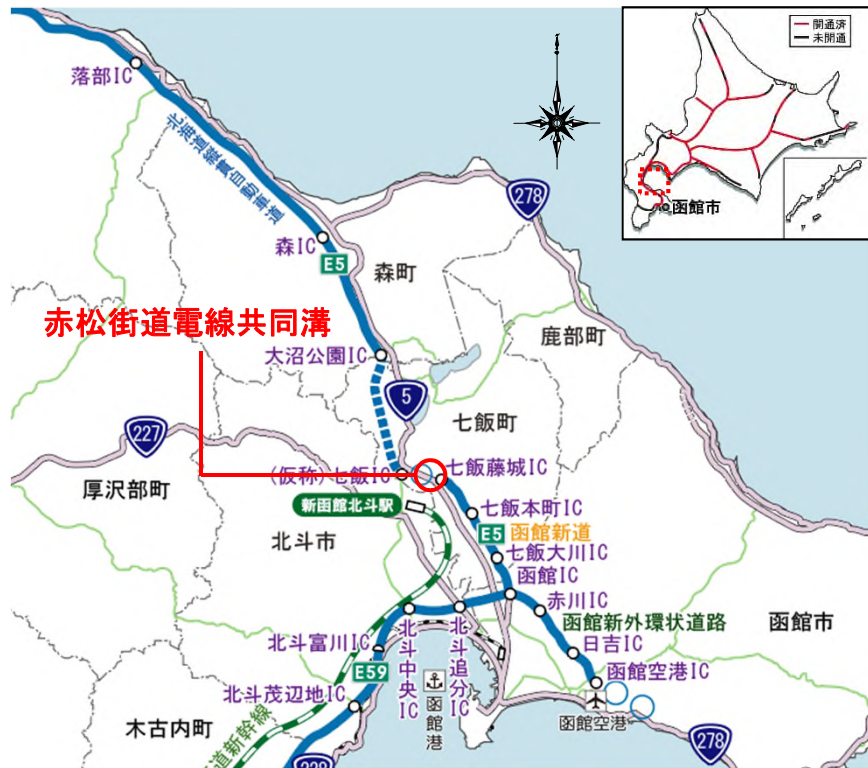 開通済
未開通
函館市
落部IC
北海道縦貫自動車道
278
森IC
E5
森町
赤松街道電線共同溝
鹿部町
大沼公園IC
5
227
七飯町
(仮称)七飯IC
七飯藤城IC
厚沢部町
新函館北斗駅
七飯本町IC
北斗市
E5
函館新道
七飯大川IC
函館IC
赤川IC
函館新外環状道路
函館市
北斗富川IC
北斗中央IC
北斗追分IC
日吉IC
E59
函館空港IC
北斗茂辺地IC
函館港
木古内町
函館空港
道新幹線
278
228